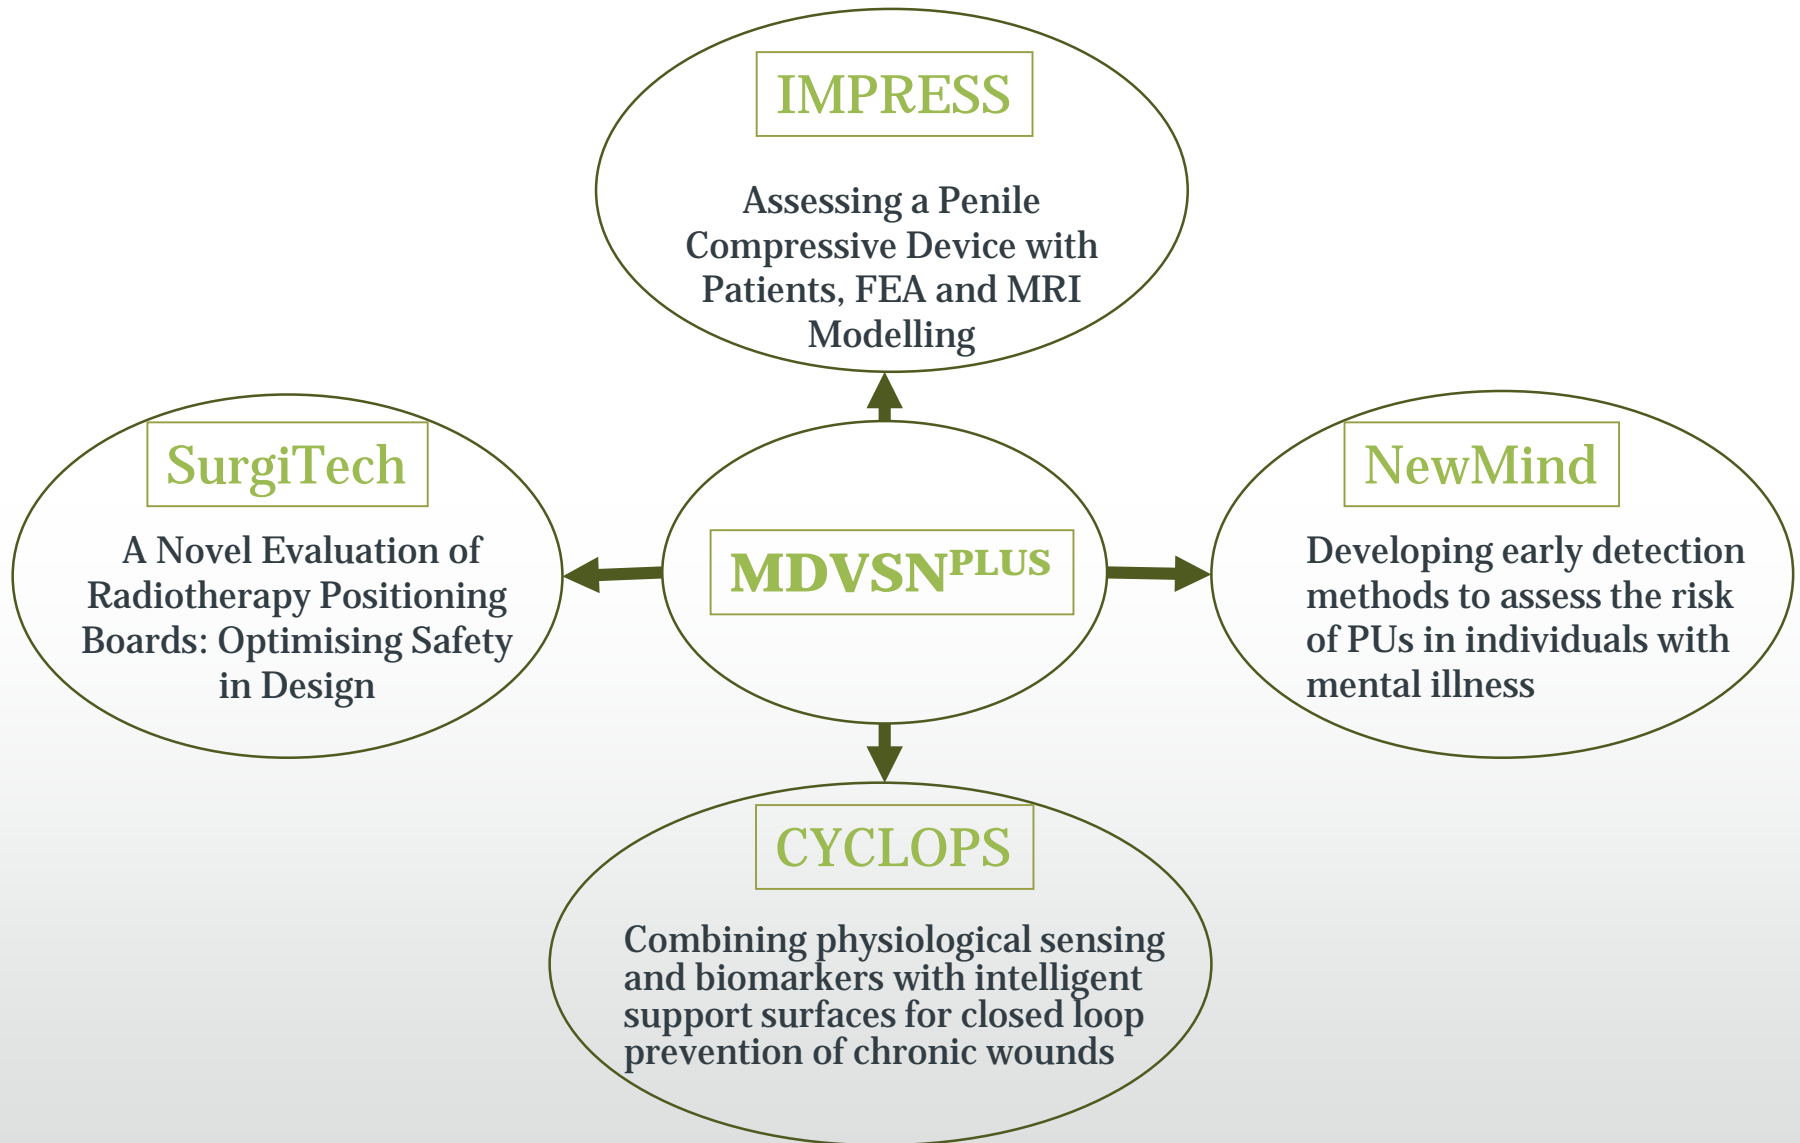 IMPRESS
Assessing a Penile
Compressive Device with
Patients, FEA and MRI
Modelling
SurgiTech
A Novel Evaluation of
Radiotherapy Positioning
Boards: Optimising Safety
in Design
MDVSNPLUS
NewMind
Developing early detection
methods to assess the risk
of PUs in individuals with
mental illness
CYCLOPS
Combining physiological sensing
and biomarkers with intelligent
support surfaces for closed loop
prevention of chronic wounds